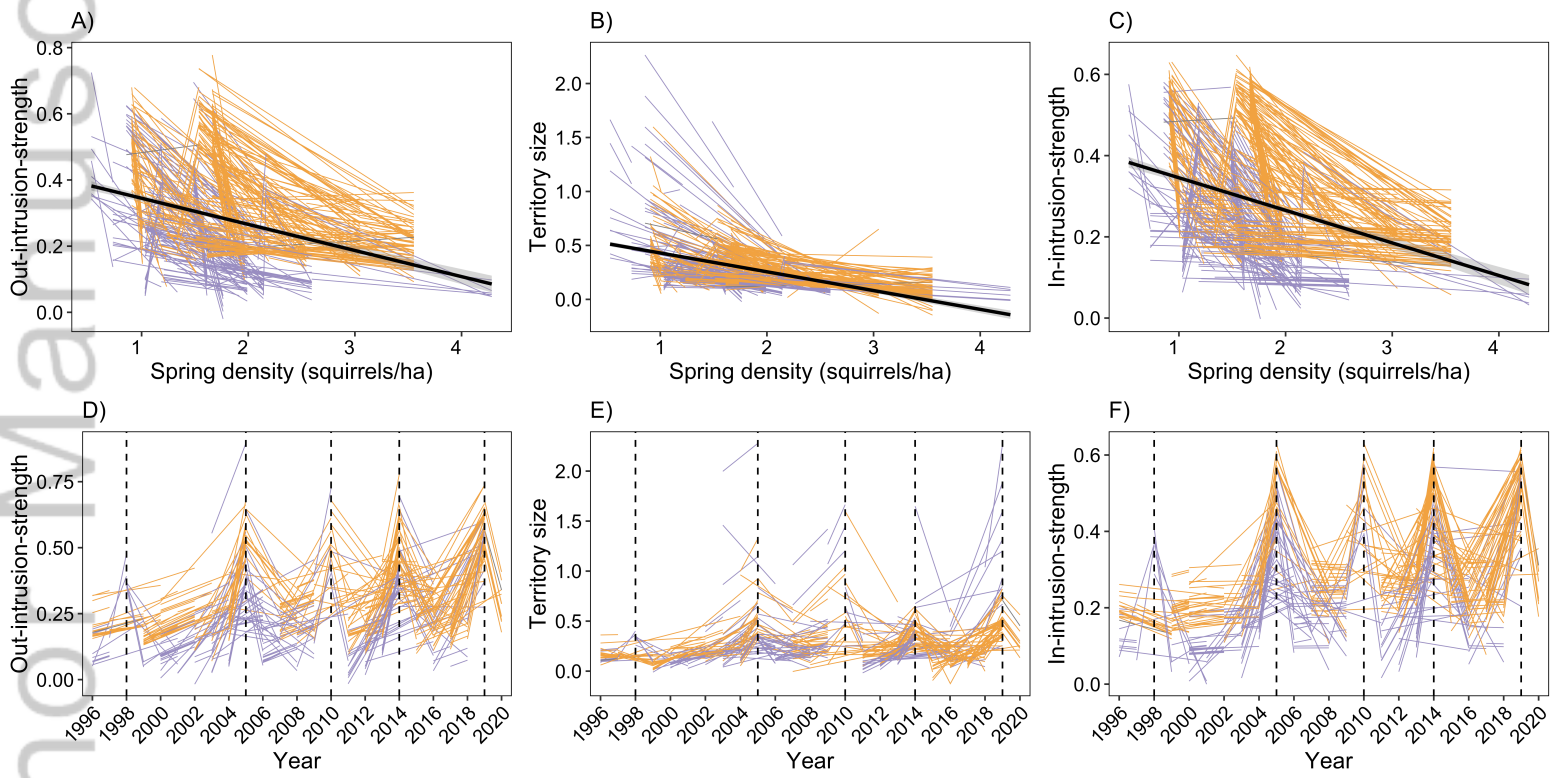 A)
0.8
0.6
0.4
0.2
0.0
Out-intrusion-strength
1 2 3 4
Spring density (squirrels/ha)
B)
2.0
1.5
1.0
0.5
0.0
Territory size
1 2 3 4
Spring density (squirrels/ha)
C)
0.6
0.4
0.2
0.0
In-intrusion-strength
1 2 3 4
Spring density (squirrels/ha)
D)
0.75
0.50
0.25
0.00
Out-intrusion-strength
1996 1998 2000 2002 2004 2006 2008 2010 2012 2014 2016 2018 2020
Year
E)
2.0
1.5
1.0
0.5
0.0
Territory size
1996 1998 2000 2002 2004 2006 2008 2010 2012 2014 2016 2018 2020
Year
F)
0.6
0.4
0.2
0.0
In-intrusion-strength
1996 1998 2000 2002 2004 2006 2008 2010 2012 2014 2016 2018 2020
Year